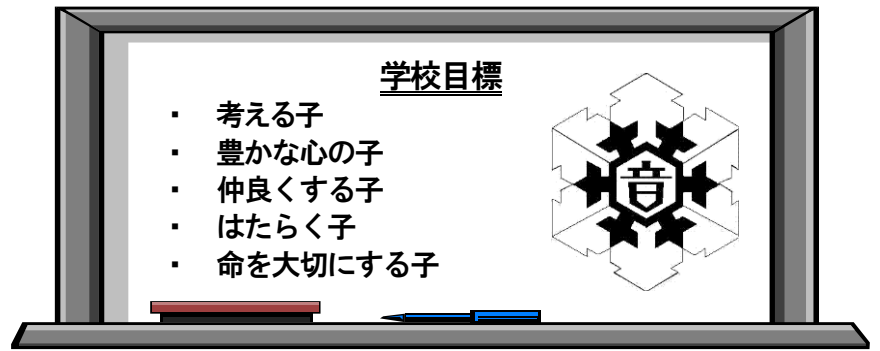 学校目標
・ 考える子
・ 豊かな心の子
・ 仲良くする子
・ はたらく子
・ 命を大切にする子
音